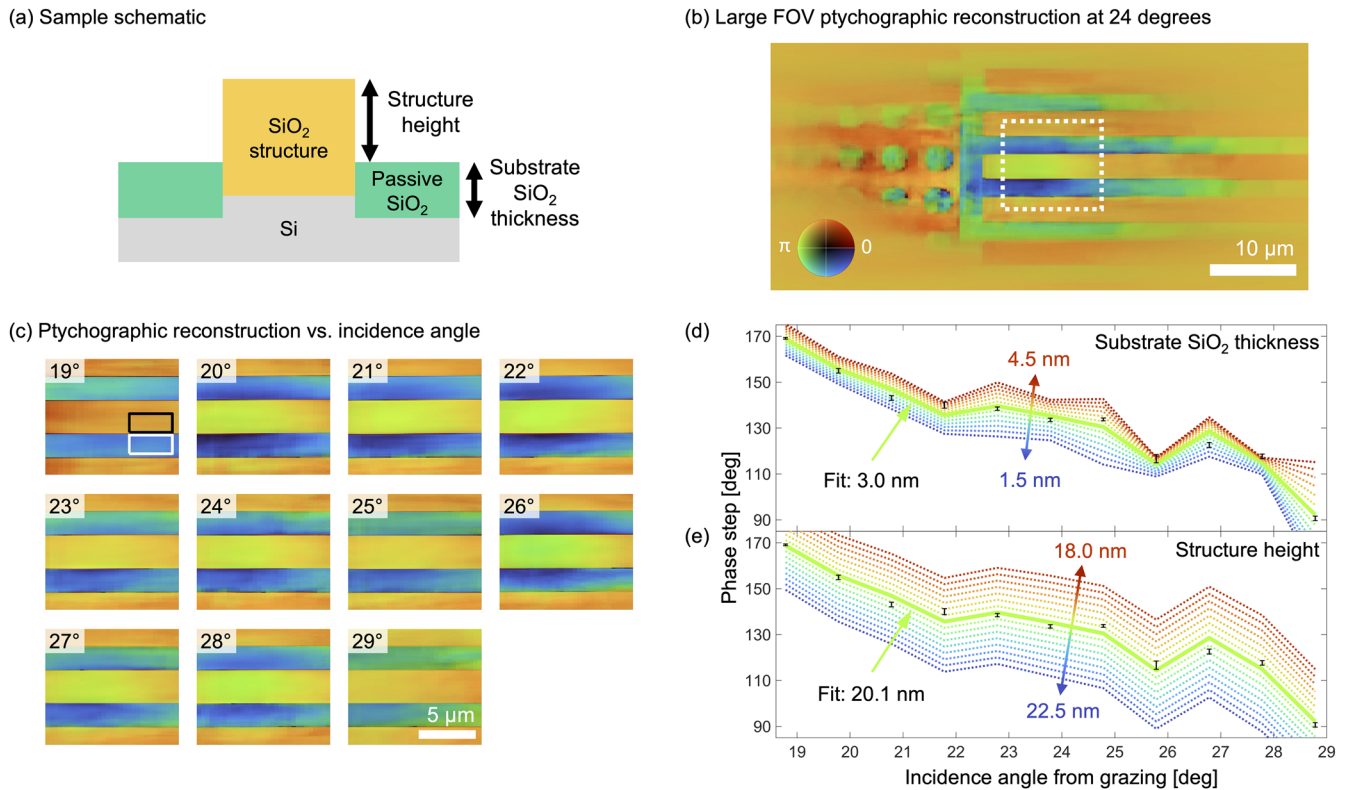 (a) Sample schematic
SiO2
structure
Structure
height
Passive
SiO2
Substrate
SiO2
thickness
Si
(b) Large FOV ptychographic reconstruction at 24 degrees
π
0
10 μm
(c) Ptychographic reconstruction vs. incidence angle
19°
20°
21°
22°
23°
24°
25°
26°
27°
28°
29°
5 μm
(d)
Substrate SiO2 thickness
4.5 nm
Fit: 3.0 nm
1.5 nm
170
150
130
110
90
(e)
Structure height
18.0 nm
Fit: 20.1 nm
22.5 nm
170
150
130
110
90
Phase step [deg]
19 20 21 22 23 24 25 26 27 28 29
Incidence angle from grazing [deg]